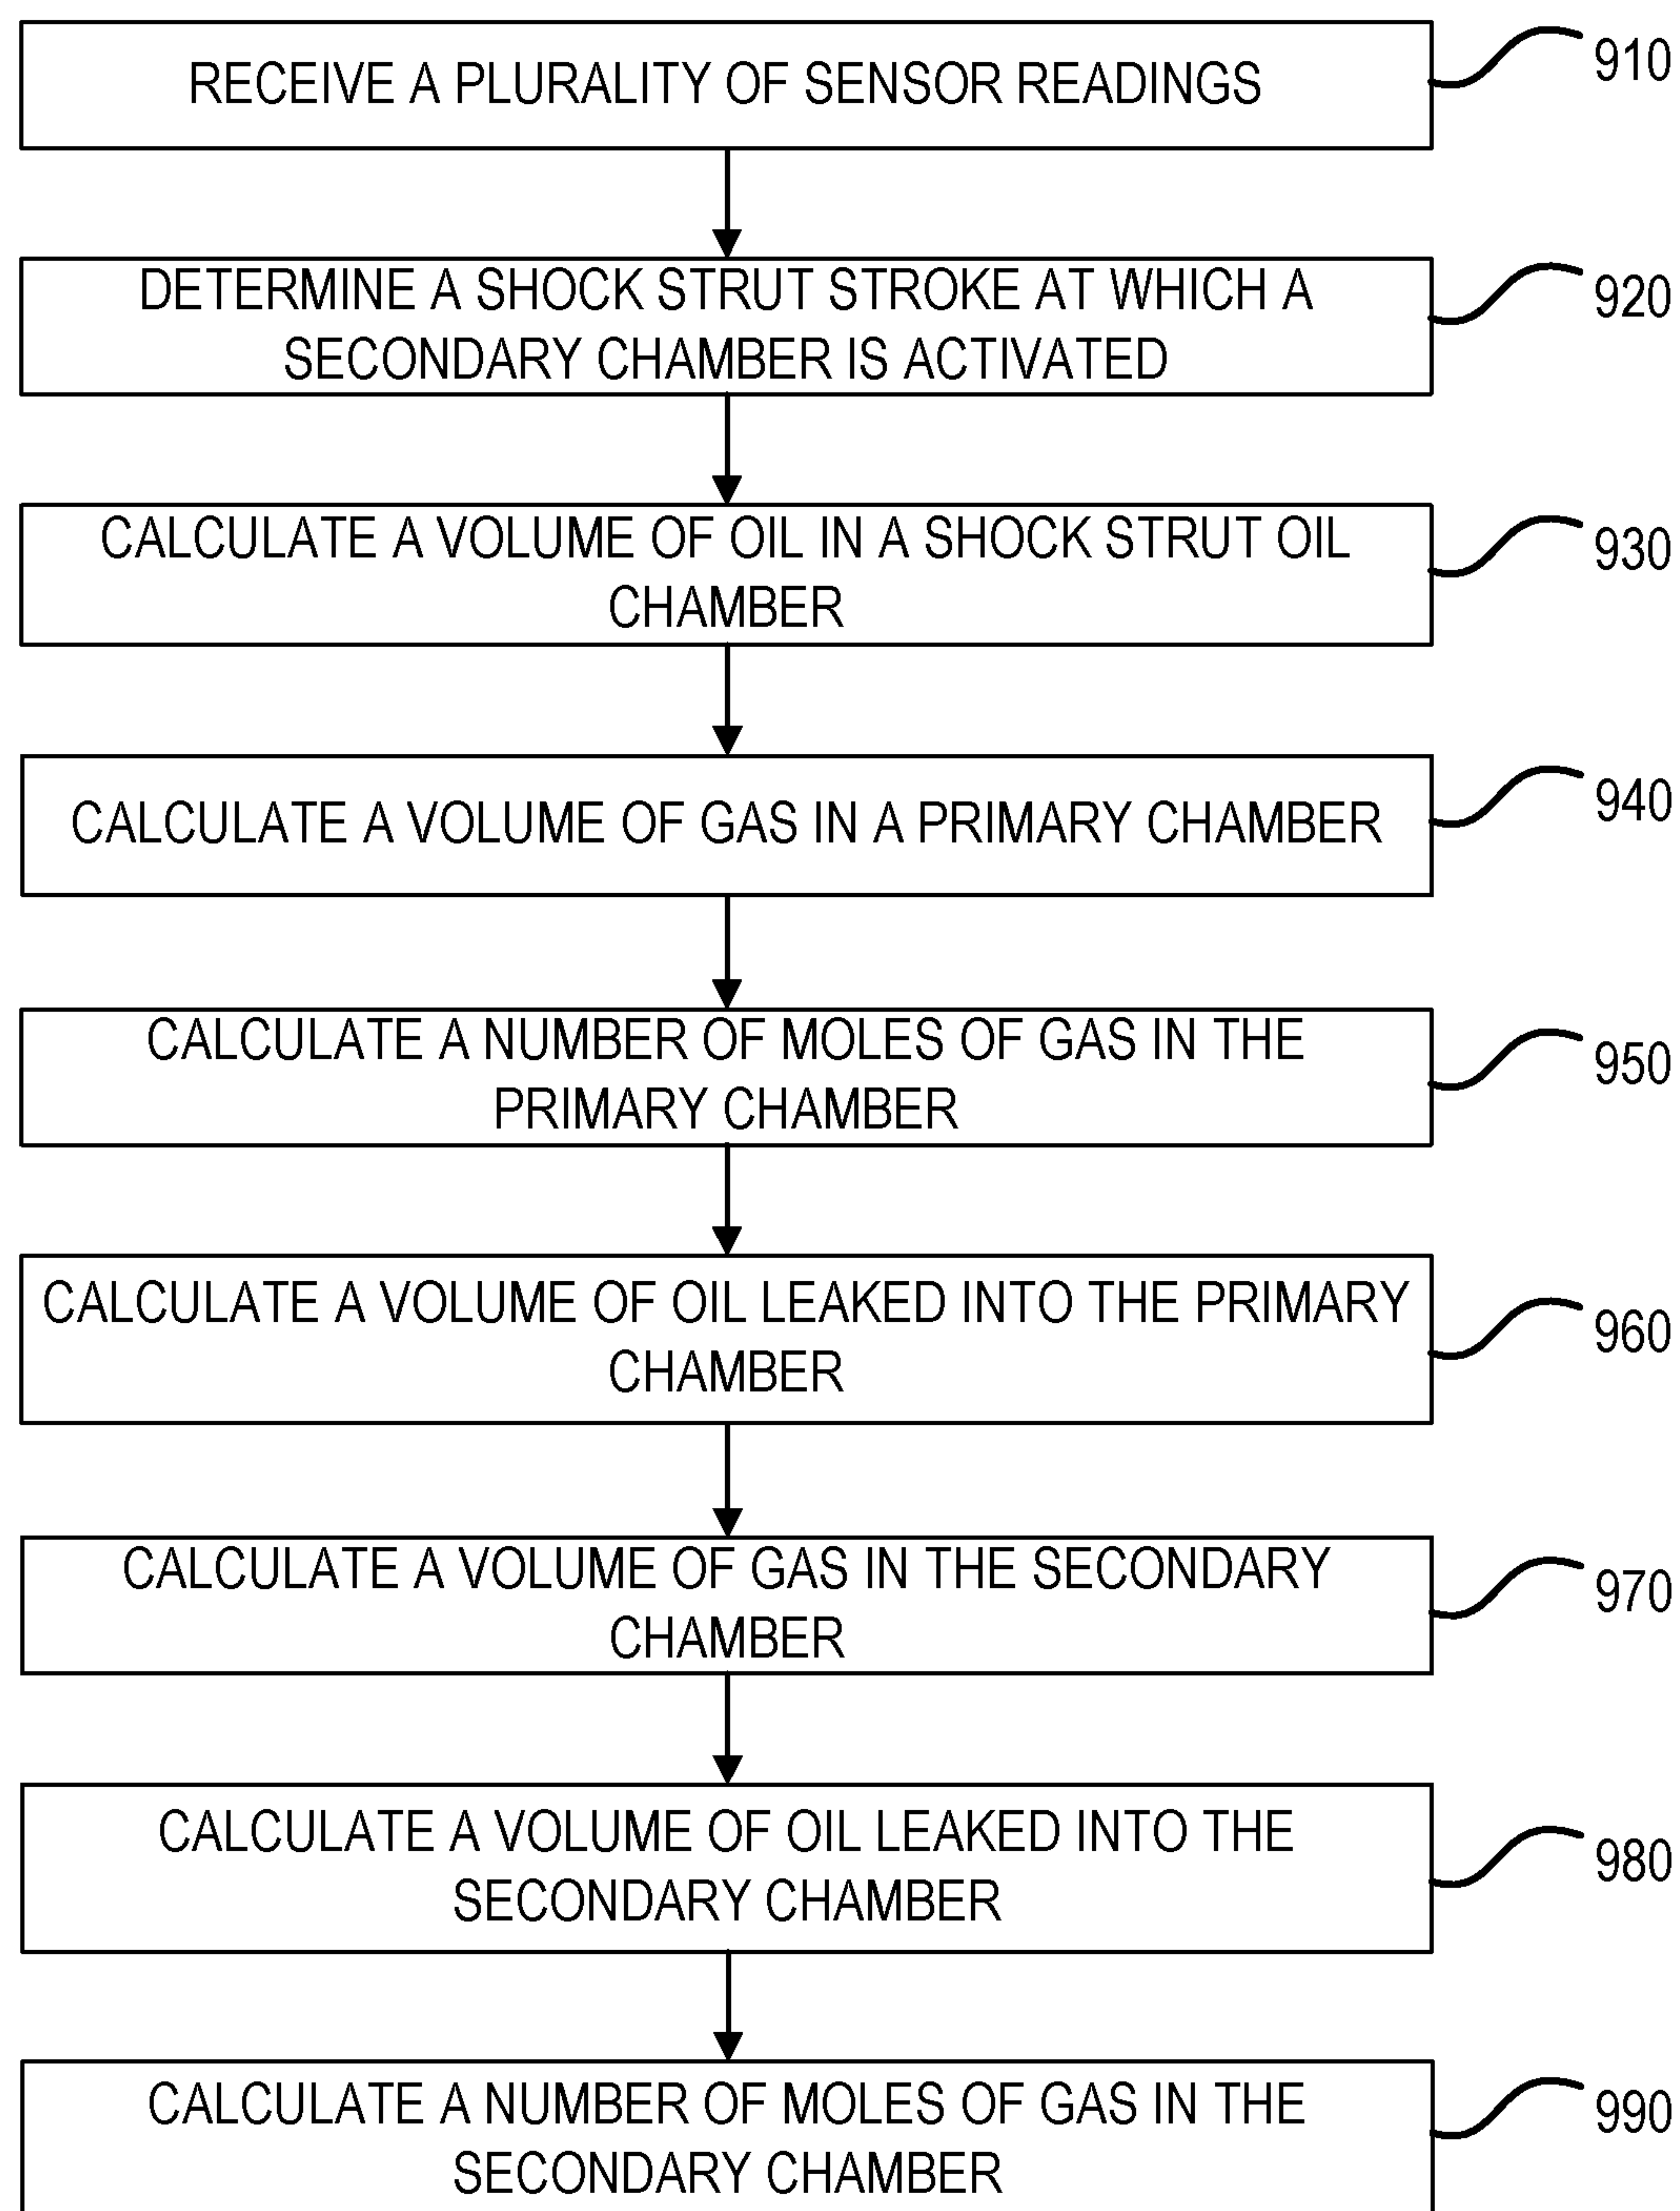 RECEIVE A PLURALITY OF SENSOR READINGS
910
DETERMINE A SHOCK STRUT STROKE AT WHICH A
SECONDARY CHAMBER IS ACTIVATED
920
CALCULATE A VOLUME OF OIL IN A SHOCK STRUT OIL
CHAMBER
930
CALCULATE A VOLUME OF GAS IN A PRIMARY CHAMBER
940
CALCULATE A NUMBER OF MOLES OF GAS IN THE
PRIMARY CHAMBER
950
CALCULATE A VOLUME OF OIL LEAKED INTO THE PRIMARY
CHAMBER
960
CALCULATE A VOLUME OF GAS IN THE SECONDARY
CHAMBER
970
CALCULATE A VOLUME OF OIL LEAKED INTO THE
SECONDARY CHAMBER
980
CALCULATE A NUMBER OF MOLES OF GAS IN THE
SECONDARY CHAMBER
990